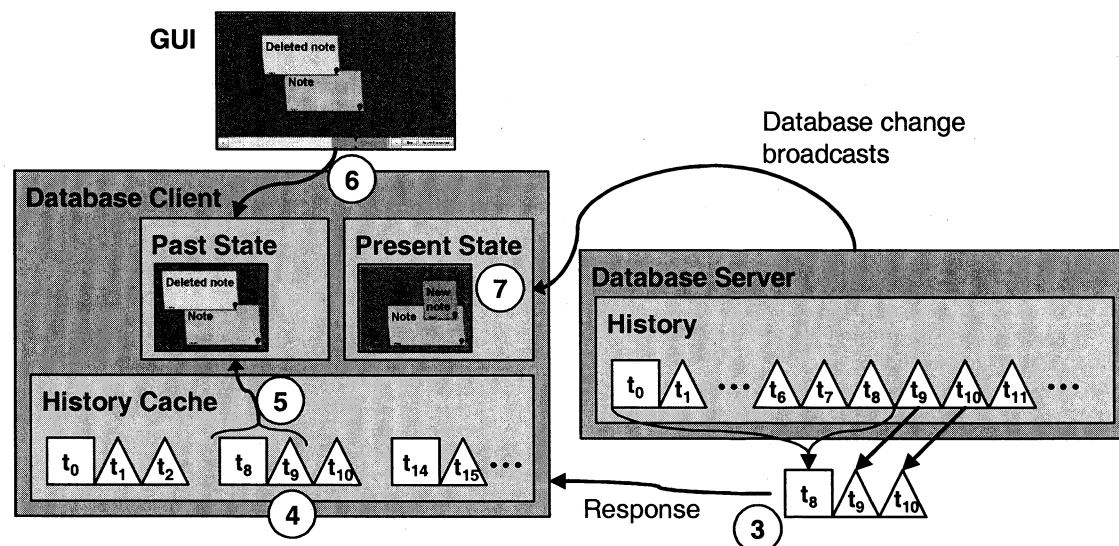 GUI
Deleted note
Note
Database change
broadcasts
6
Database Client
Past State
Present State
Deleted note
Note
New
note
Note
7
Database Server
History
t0 t1 ••• t6 t7 t8 t9 t10 t11 •••
5
History Cache
t0 t1 t2 t8 t9 t10 t14 t15 •••
4
Response
3
t8 t9 t10